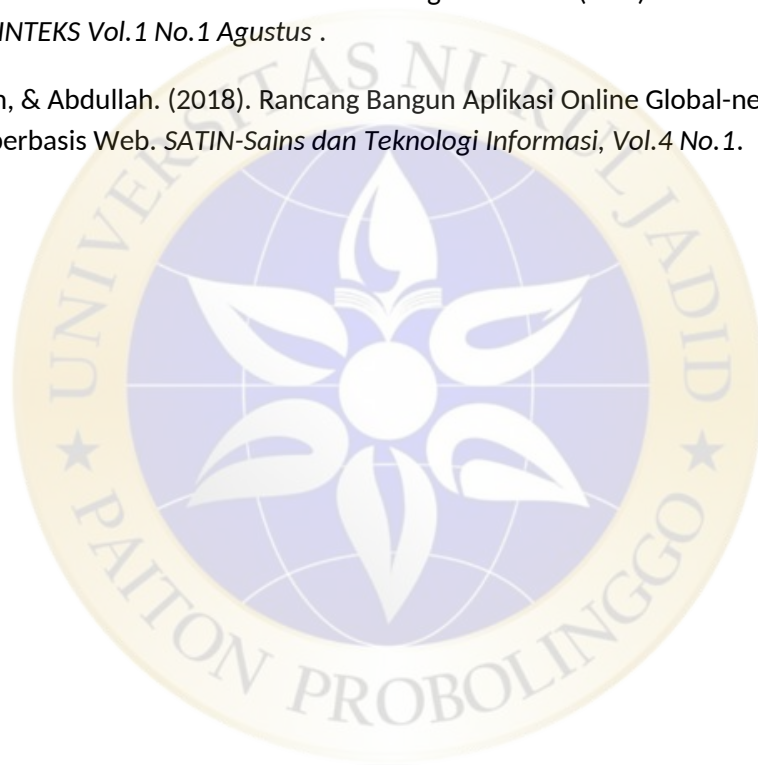 INTEKS Vol.1 No.1 Agustus .
n, & Abdullah. (2018). Rancang Bangun Aplikasi Online Global-ne
berbasis Web. SATIN-Sains dan Teknologi Informasi, Vol.4 No.1.
UNIVERSITAS NURUL JADID
★ PAITON PROBOLINGGO ★